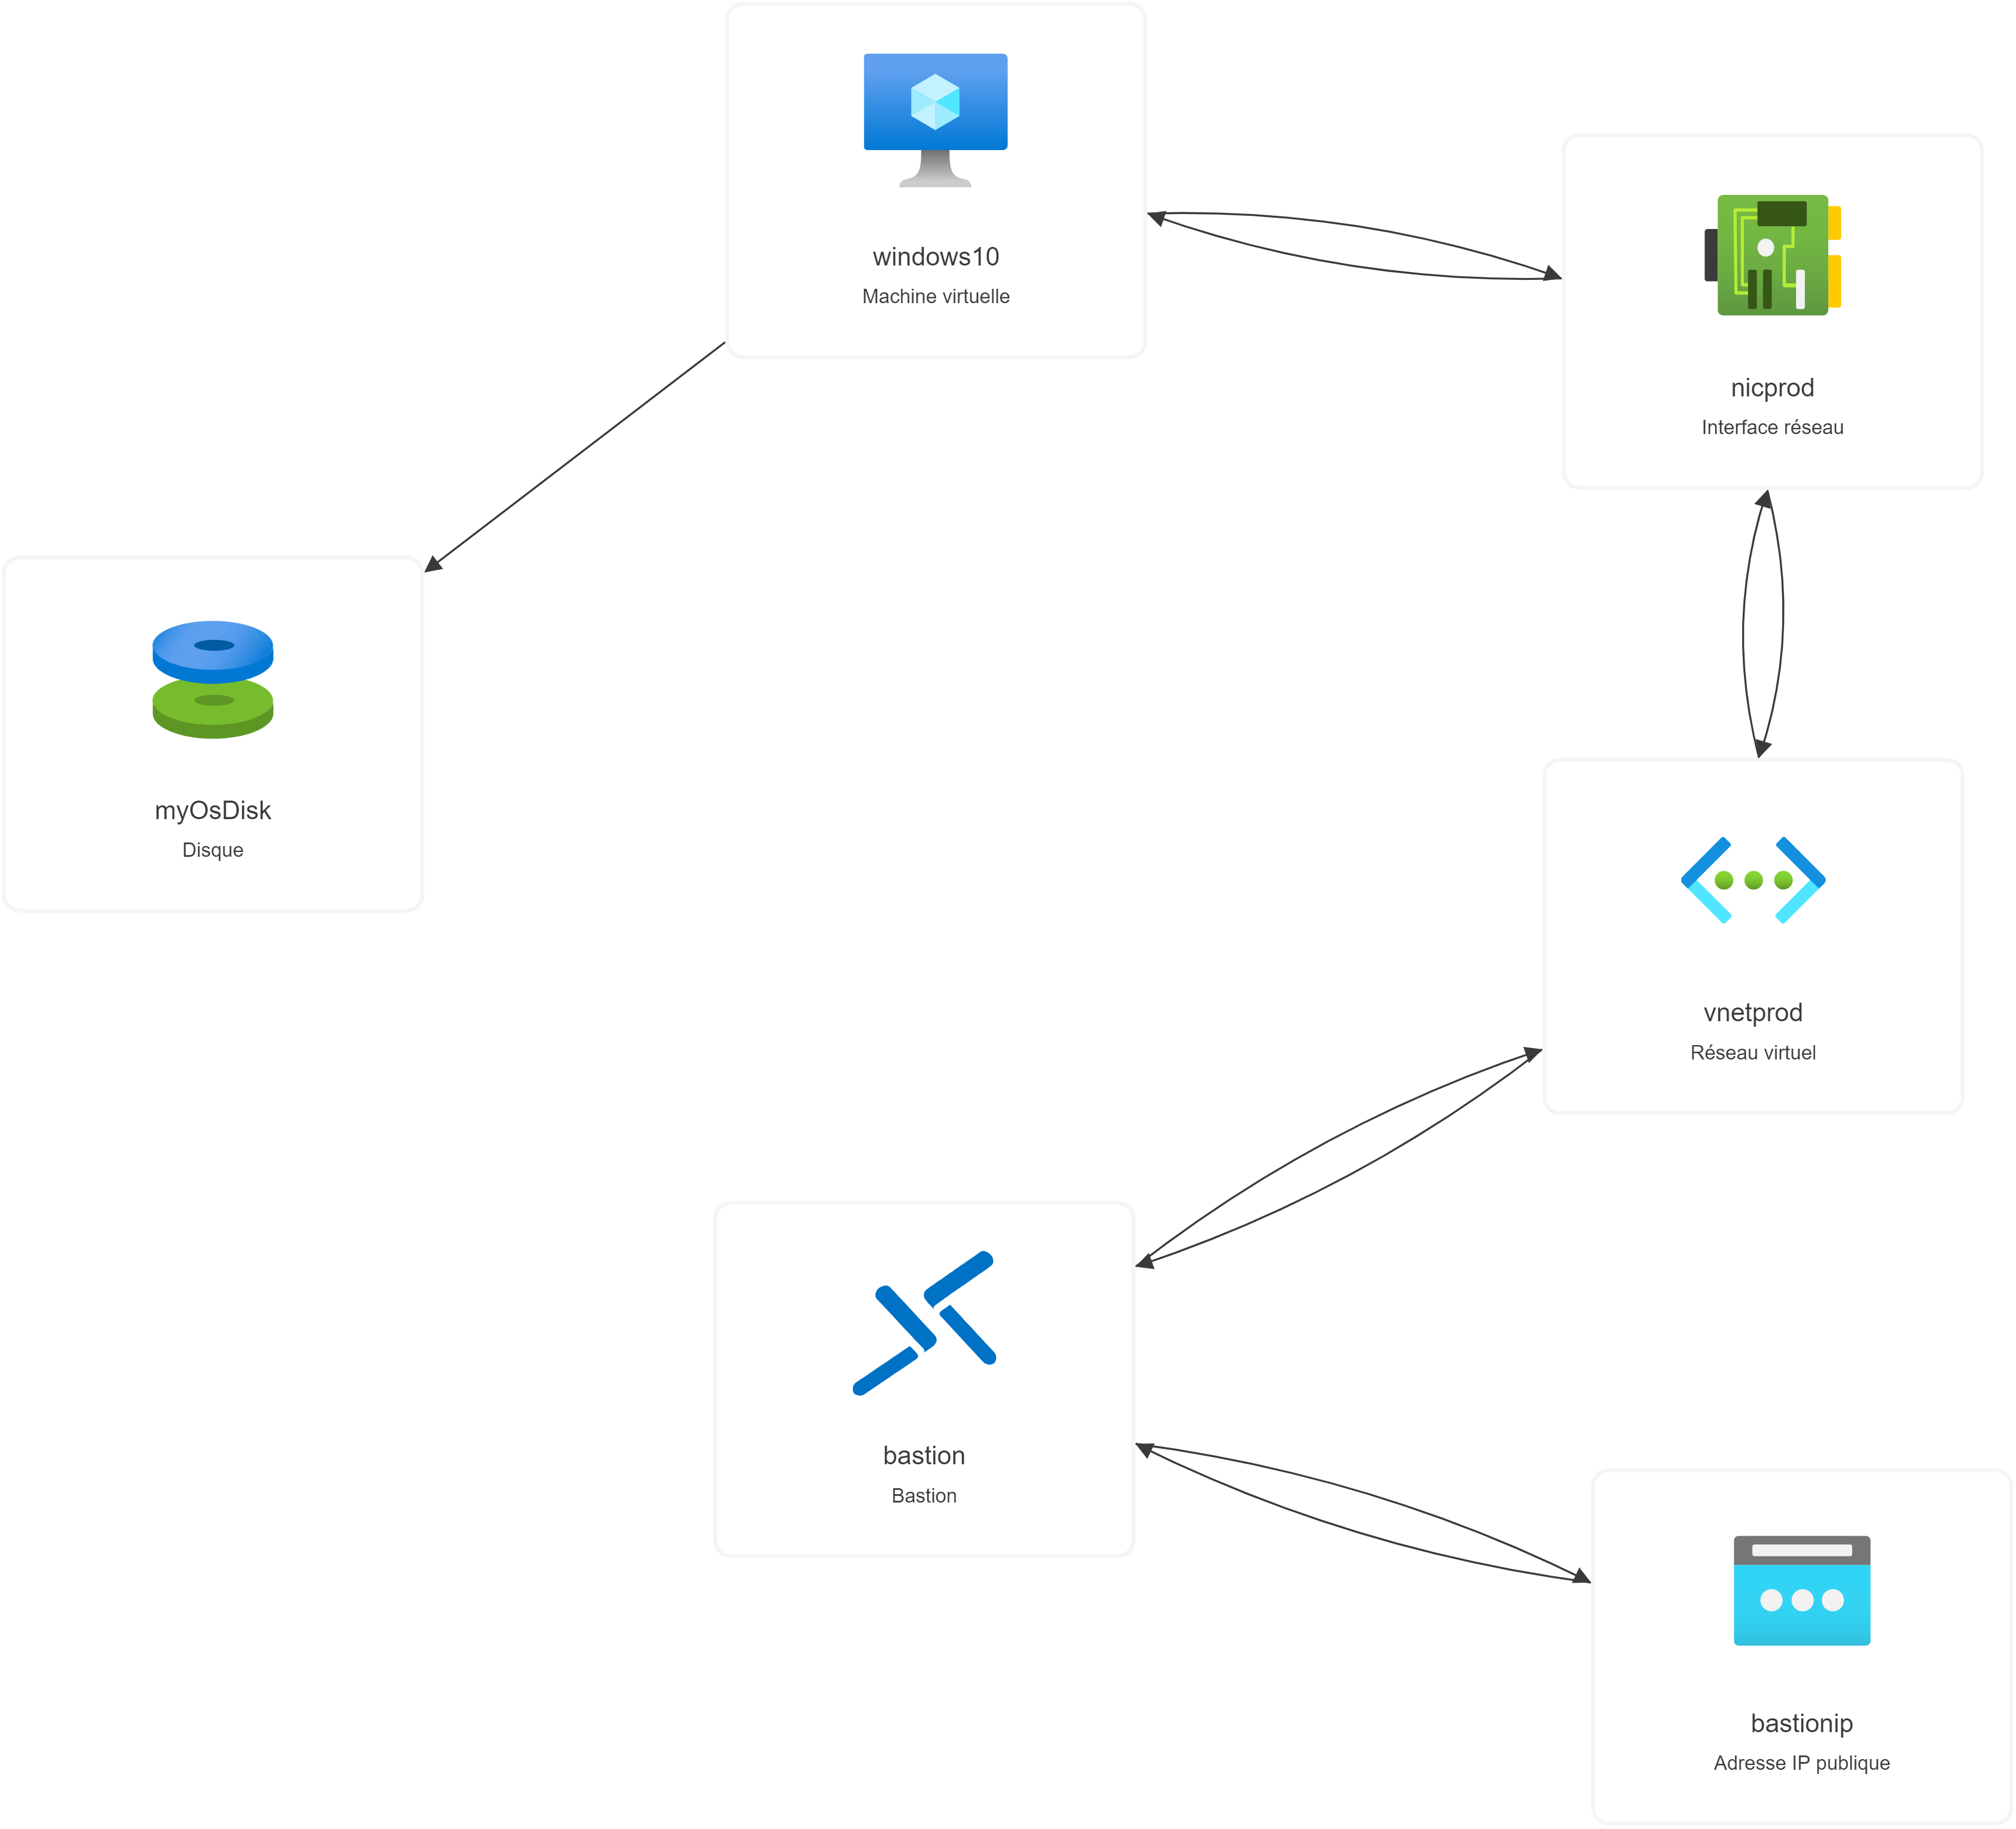 windows10
Machine virtuelle
nicprod
Interface réseau
myOsDisk
Disque
vnetprod
Réseau virtuel
bastion
Bastion
bastionip
Adresse IP publique